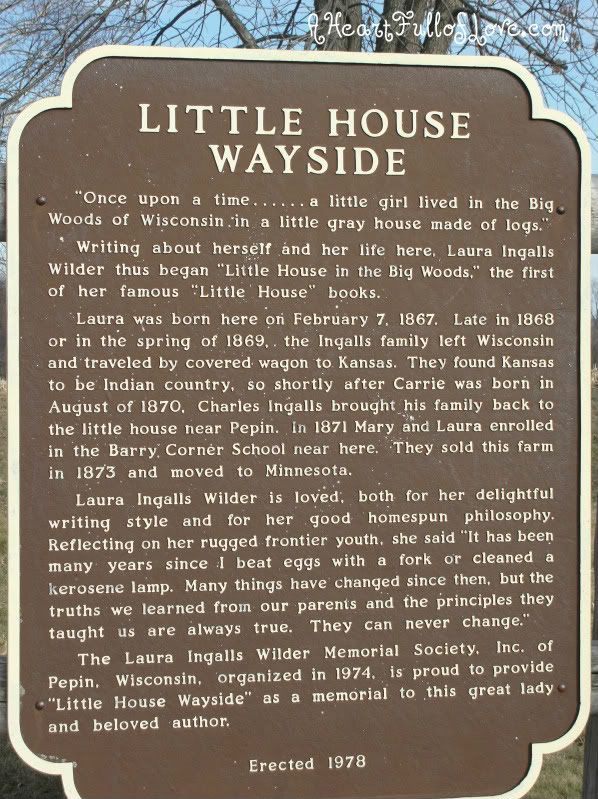 AHeartFullofLove.com
LITTLE HOUSE
WAYSIDE
"Once upon a time......a little girl lived in the Big
Woods of Wisconsin in a little gray house made of logs."
Writing about herself and her life here, Laura Ingalls
Wilder thus began "Little House in the Big Woods," the first
of her famous "Little House" books.
Laura was born here on February 7, 1867. Late in 1868
or in the spring of 1869, the Ingalls family left Wisconsin
and traveled by covered wagon to Kansas. They found Kansas
to be Indian country, so shortly after Carrie was born in
August of 1870, Charles Ingalls brought his family back to
the little house near Pepin. In 1871 Mary and Laura enrolled
in the Barry Corner School near here. They sold this farm
in 1873 and moved to Minnesota.
Laura Ingalls Wilder is loved, both for her delightful
writing style and for her good homespun philosophy.
Reflecting on her rugged frontier youth, she said "It has been
many years since I beat eggs with a fork or cleaned a
kerosene lamp. Many things have changed since then, but the
truths we learned from our parents and the principles they
taught us are always true. They can never change."
The Laura Ingalls Wilder Memorial Society, Inc. of
Pepin, Wisconsin, organized in 1974, is proud to provide
"Little House Wayside" as a memorial to this great lady
and beloved author.
Erected 1978